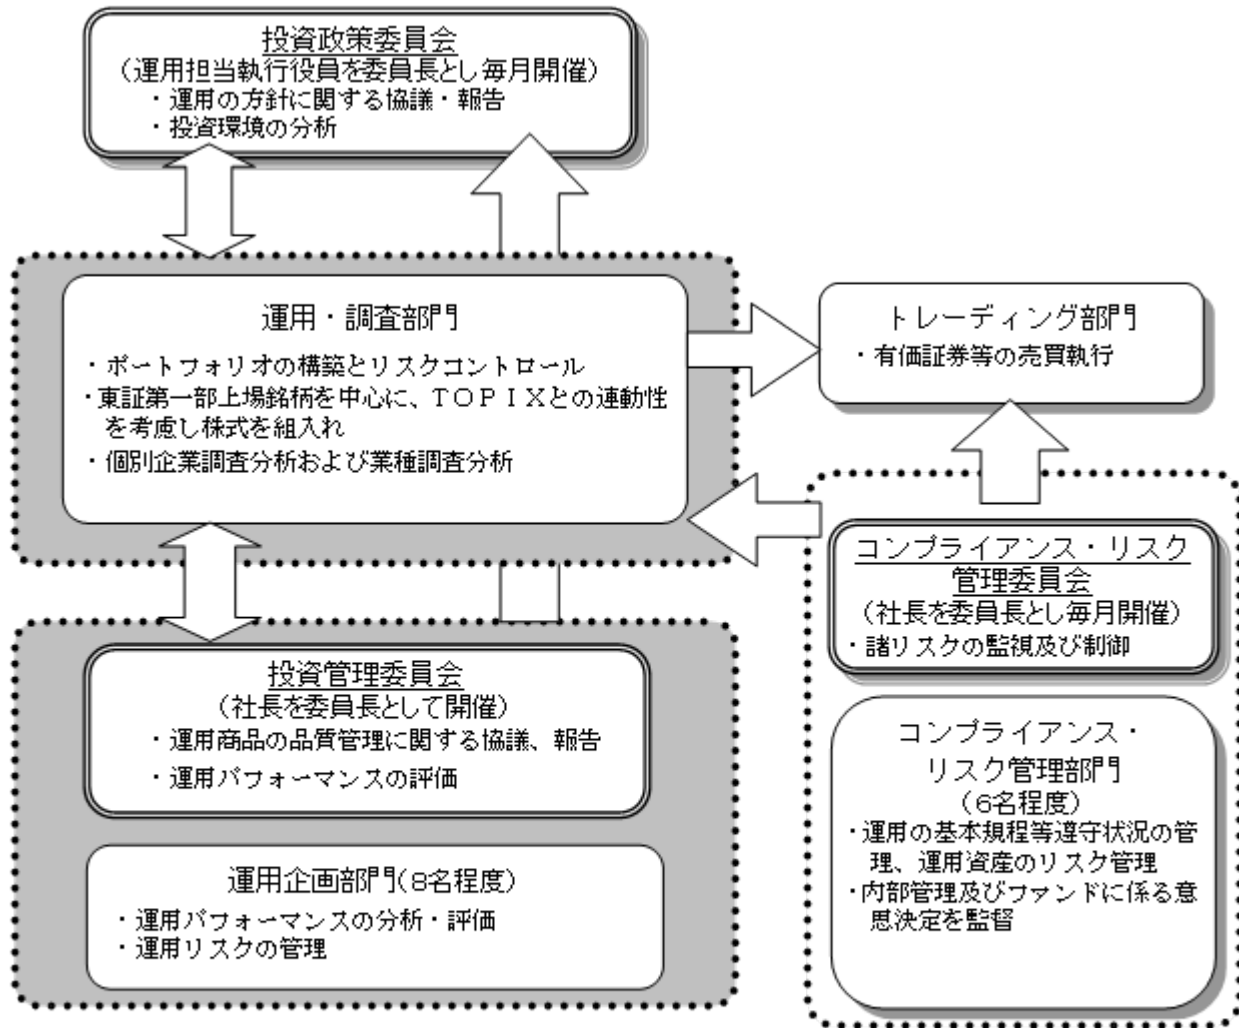 投資政策委員会
（運用担当執行役員を委員長とし毎月開催）
・運用の方針に関する協議・報告
・投資環境の分析
運用・調査部門
・ポートフォリオの構築とリスクコントロール
・東証第一部上場銘柄を中心に、ＴＯＰＩＸとの連動性
を考慮し株式を組入れ
・個別企業調査分析および業種調査分析
トレーディング部門
・有価証券等の売買執行
コンプライアンス・リスク
管理委員会
（社長を委員長とし毎月開催）
・諸リスクの監視及び制御
投資管理委員会
（社長を委員長として開催）
・運用商品の品質管理に関する協議、報告
・運用パフォーマンスの評価
運用企画部門（8名程度）
・運用パフォーマンスの分析・評価
・運用リスクの管理
コンプライアンス・
リスク管理部門
（6名程度）
・運用の基本規程等遵守状況の管
理、運用資産のリスク管理
・内部管理及びファンドに係る意
思決定を監督